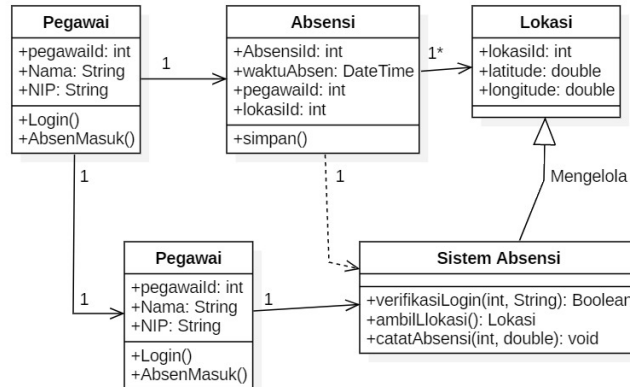 Pegawai
+pegawaiId: int
+Nama: String
+NIP: String
+Login()
+AbsenMasuk()
1
Absensi
+AbsensiId: int
+waktuAbsen: DateTime
+pegawaiId: int
+lokasiId: int
+simpan()
1*
Lokasi
+lokasiId: int
+latitude: double
+longitude: double
1
1
Mengelola
1
Pegawai
+pegawaiId: int
+Nama: String
+NIP: String
+Login()
+AbsenMasuk()
1
Sistem Absensi
+verifikasiLogin(int, String): Boolean
+ambilLlokasi(): Lokasi
+catatAbsensi(int, double): void